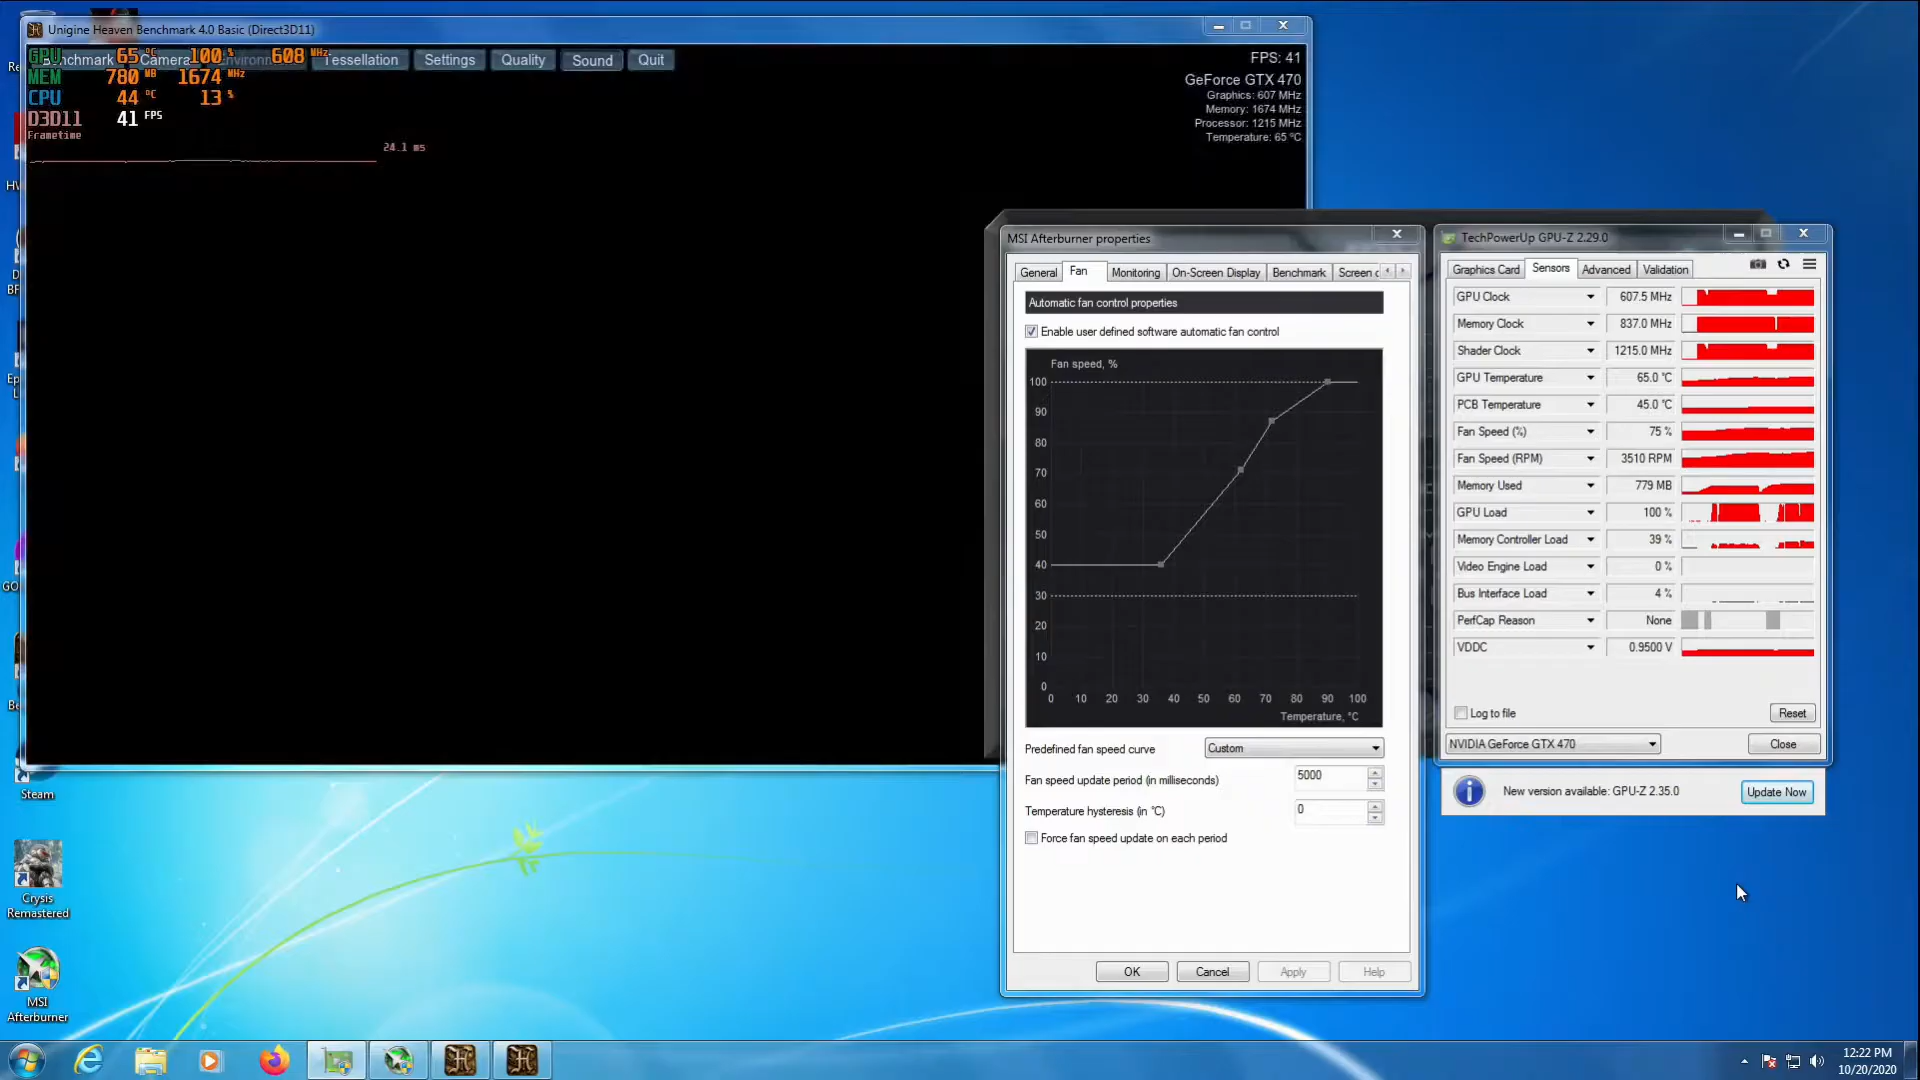 Unigine Heaven Benchmark 4.0 Basic (Direct3D11)
Benchmark
Camera
Environment
Tessellation
Settings
Quality
Sound
Quit
GPU 65 °C 100 % 608 MHz
MEM 780 MB 1674 MHz
CPU 44 °C 13 %
D3D11 41 FPS
Frametime
24.1 ms
FPS: 41
GeForce GTX 470
Graphics: 607 MHz
Memory: 1674 MHz
Processor: 1215 MHz
Temperature: 65 °C
MSI Afterburner properties
General
Fan
Monitoring
On-Screen Display
Benchmark
Screen c
Automatic fan control properties
Enable user defined software automatic fan control
Fan speed, %
100
90
80
70
60
50
40
30
20
10
0
0 10 20 30 40 50 60 70 80 90 100
Temperature, °C
Predefined fan speed curve
Custom
Fan speed update period (in milliseconds)
5000
Temperature hysteresis (in °C)
0
Force fan speed update on each period
OK
Cancel
Apply
Help
TechPowerUp GPU-Z 2.29.0
Graphics Card
Sensors
Advanced
Validation
GPU Clock 607.5 MHz
Memory Clock 837.0 MHz
Shader Clock 1215.0 MHz
GPU Temperature 65.0 °C
PCB Temperature 45.0 °C
Fan Speed (%) 75 %
Fan Speed (RPM) 3510 RPM
Memory Used 779 MB
GPU Load 100 %
Memory Controller Load 39 %
Video Engine Load 0 %
Bus Interface Load 4 %
PerfCap Reason None
VDDC 0.9500 V
Log to file
Reset
NVIDIA GeForce GTX 470
Close
New version available: GPU-Z 2.35.0
Update Now
Re
HW
D
BF
Ep
L
GO
Be
Steam
Crysis
Remastered
MSI
Afterburner
12:22 PM
10/20/2020